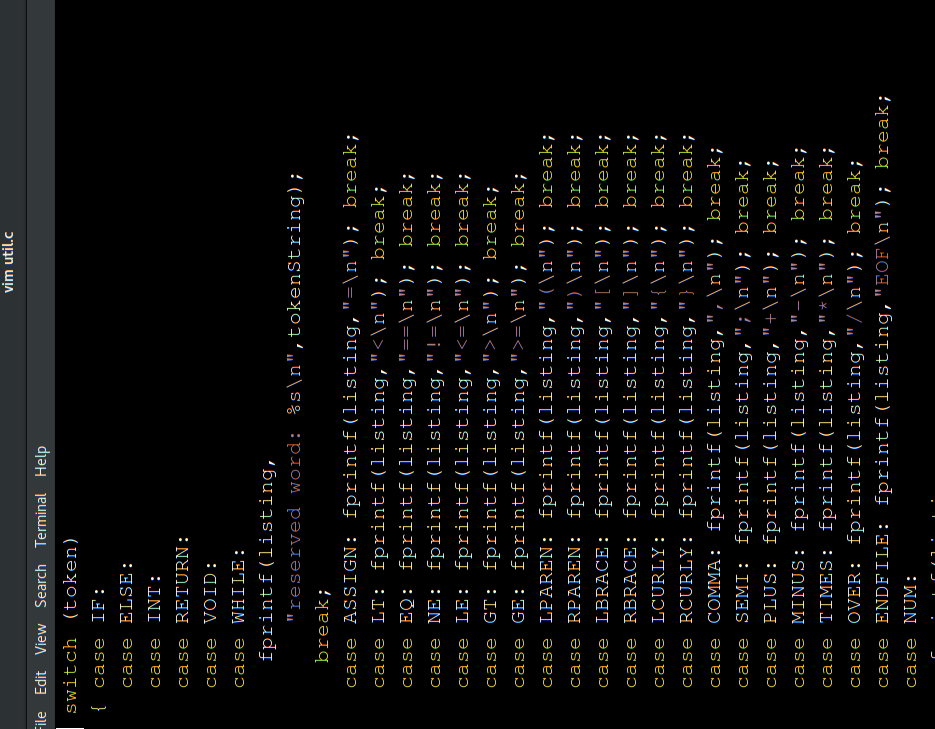 vim util.c
File Edit View Search Terminal Help
switch (token)
{ case IF:
case ELSE:
case INT:
case RETURN:
case VOID:
case WHILE:
fprintf(listing,
"reserved word: %s\n",tokenString);
break;
case ASSIGN: fprintf(listing,"=\n"); break;
case LT: fprintf(listing,"<\n"); break;
case EQ: fprintf(listing,"==\n"); break;
case NE: fprintf(listing,"!=\n"); break;
case LE: fprintf(listing,"<=\n"); break;
case GT: fprintf(listing,">\n"); break;
case GE: fprintf(listing,">=\n"); break;
case LPAREN: fprintf(listing,"(\n"); break;
case RPAREN: fprintf(listing,")\n"); break;
case LBRACE: fprintf(listing,"[\n"); break;
case RBRACE: fprintf(listing,"]\n"); break;
case LCURLY: fprintf(listing,"{\n"); break;
case RCURLY: fprintf(listing,"}\n"); break;
case COMMA: fprintf(listing,",\n"); break;
case SEMI: fprintf(listing,";\n"); break;
case PLUS: fprintf(listing,"+\n"); break;
case MINUS: fprintf(listing,"-\n"); break;
case TIMES: fprintf(listing,"*\n"); break;
case OVER: fprintf(listing,"/\n"); break;
case ENDFILE: fprintf(listing,"EOF\n"); break;
case NUM: